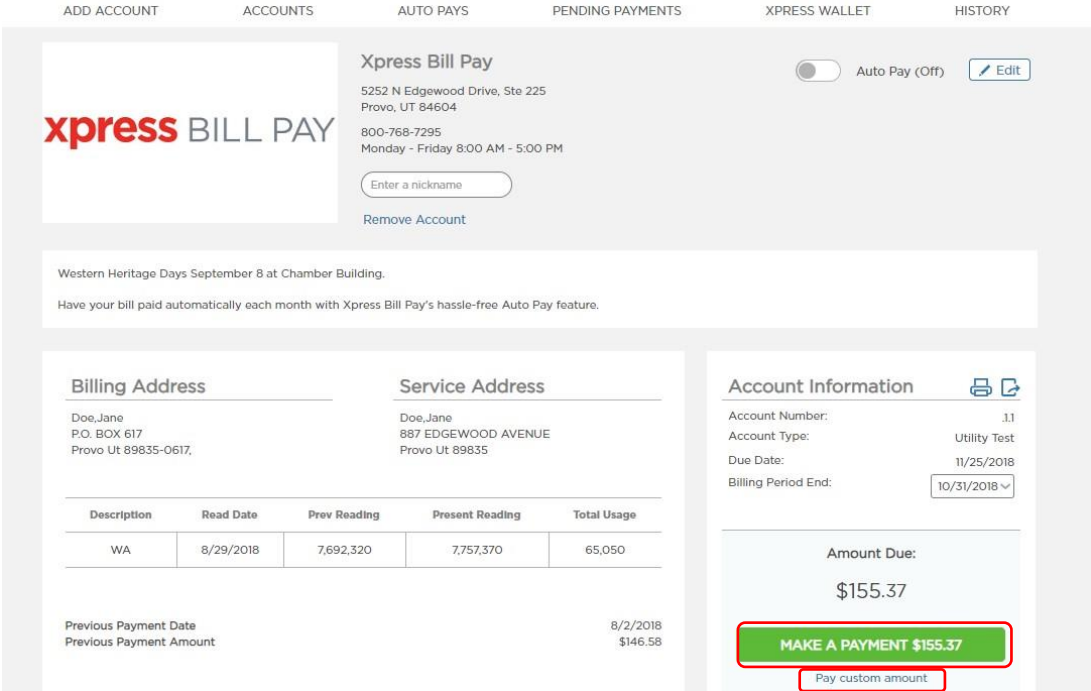 ADD ACCOUNT ACCOUNTS AUTO PAYS PENDING PAYMENTS XPRESS WALLET HISTORY
xpress BILL PAY
Xpress Bill Pay
5252 N Edgewood Drive, Ste 225
Provo, UT 84604
800-768-7295
Monday - Friday 8:00 AM - 5:00 PM
Enter a nickname
Remove Account
Auto Pay (Off) Edit
Western Heritage Days September 8 at Chamber Building.
Have your bill paid automatically each month with Xpress Bill Pay's hassle-free Auto Pay feature.
Billing Address
Doe,Jane
P.O. BOX 617
Provo Ut 89835-0617,
Service Address
Doe,Jane
887 EDGEWOOD AVENUE
Provo Ut 89835
Description Read Date Prev Reading Present Reading Total Usage
WA 8/29/2018 7,692,320 7,757,370 65,050
Previous Payment Date 8/2/2018
Previous Payment Amount $146.58
Account Information
Account Number: .1.1
Account Type: Utility Test
Due Date: 11/25/2018
Billing Period End: 10/31/2018
Amount Due:
$155.37
MAKE A PAYMENT $155.37
Pay custom amount